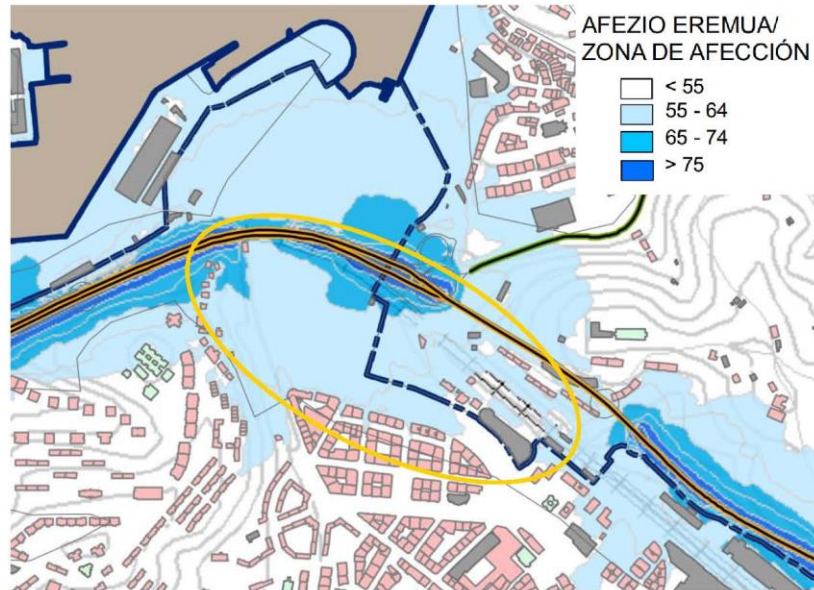 AFEZIO EREMUA/
ZONA DE AFECCIÓN
< 55
55 - 64
65 - 74
> 75